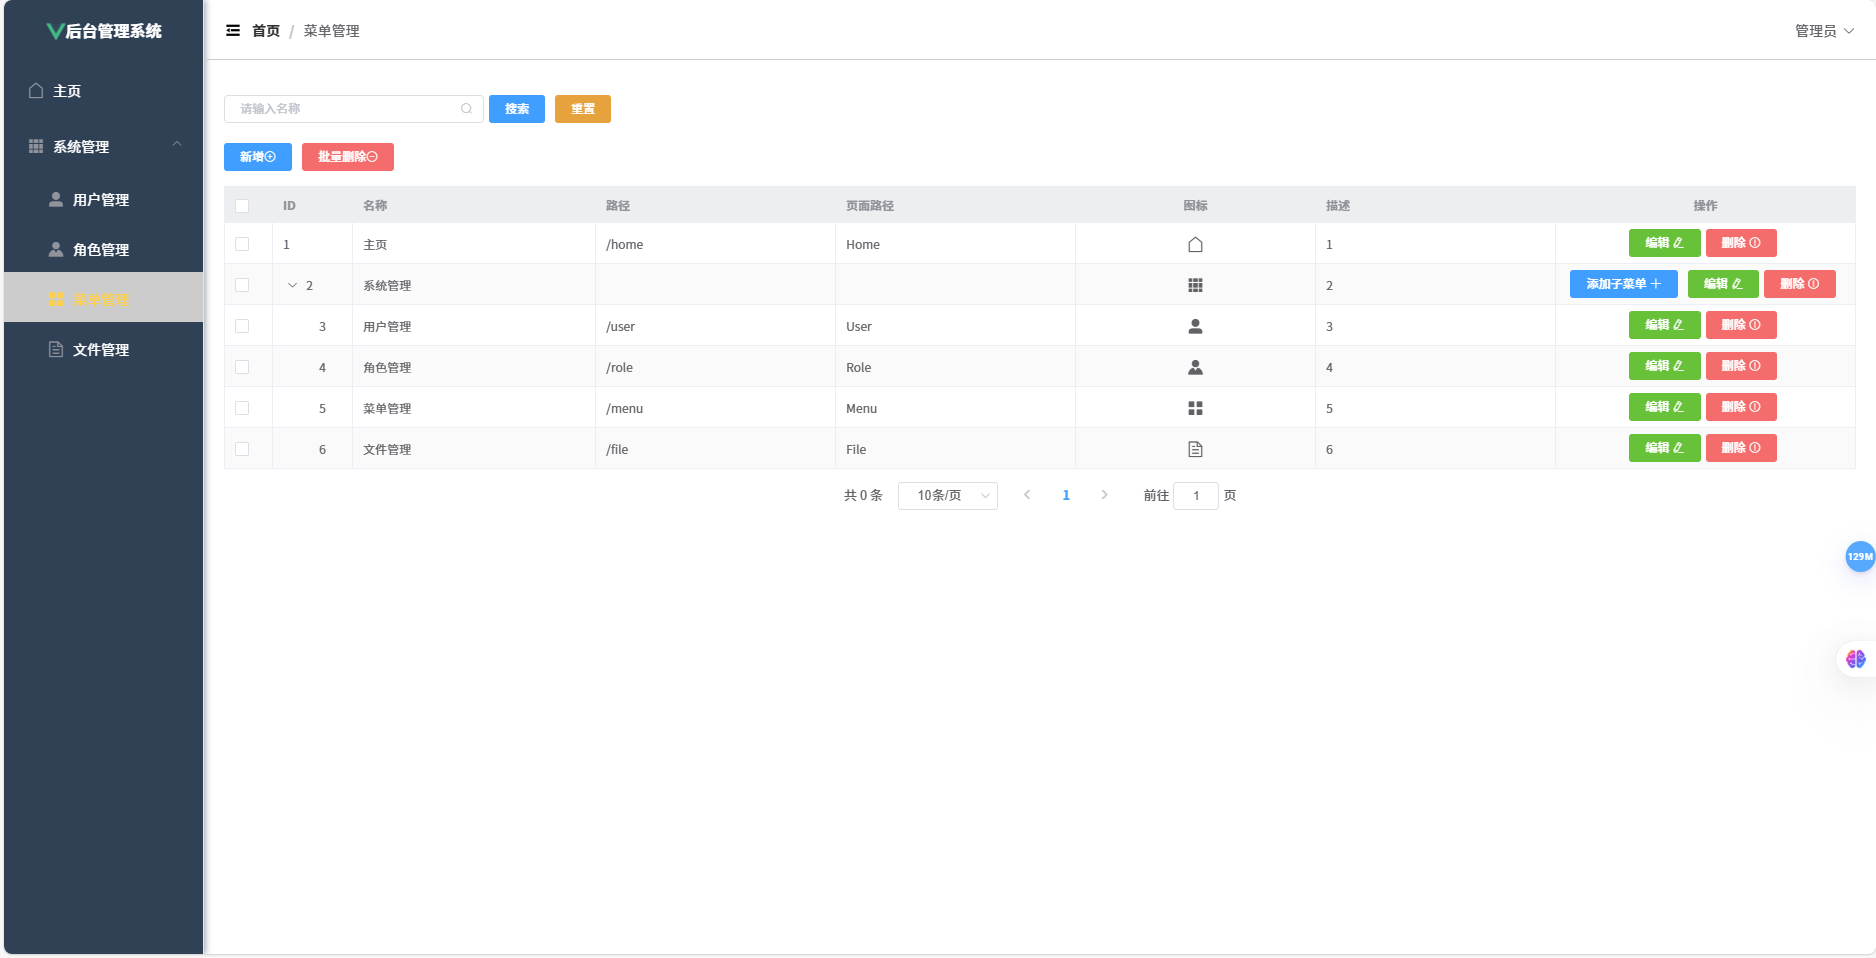 后台管理系统
主页
系统管理
用户管理
角色管理
菜单管理
文件管理
首页 / 菜单管理
管理员
请输入名称 搜索 重置
新增 批量删除
ID 名称 路径 页面路径 图标 描述 操作
1 主页 /home Home 1 编辑 删除
2 系统管理 2 添加子菜单 编辑 删除
3 用户管理 /user User 3 编辑 删除
4 角色管理 /role Role 4 编辑 删除
5 菜单管理 /menu Menu 5 编辑 删除
6 文件管理 /file File 6 编辑 删除
共 0 条 10条/页 1 前往 1 页
129M